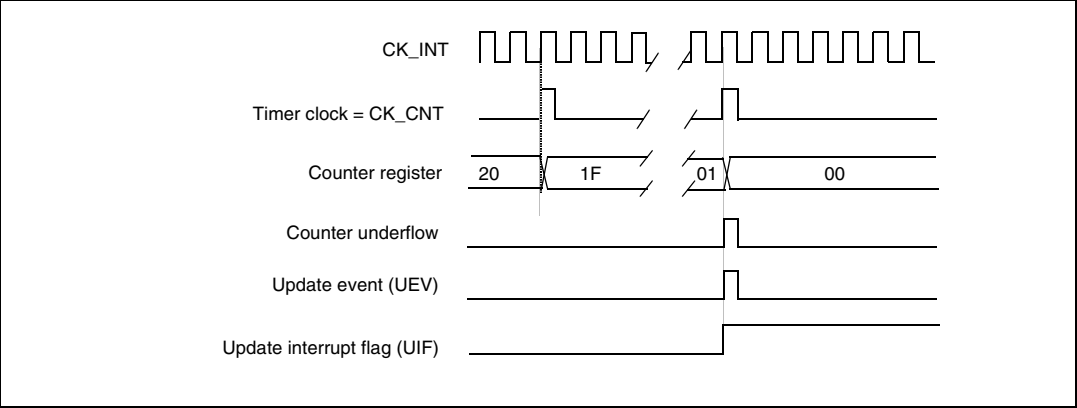 CK_INT
Timer clock = CK_CNT
Counter register 20 1F 01 00
Counter underflow
Update event (UEV)
Update interrupt flag (UIF)